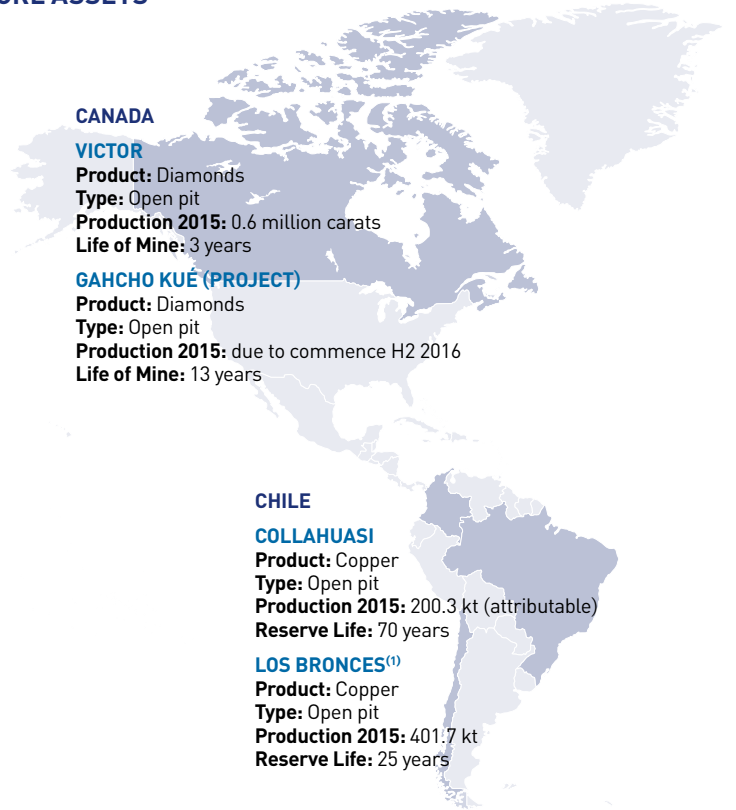 CANADA
VICTOR
Product: Diamonds
Type: Open pit
Production 2015: 0.6 million carats
Life of Mine: 3 years
GAHCHO KUÉ (PROJECT)
Product: Diamonds
Type: Open pit
Production 2015: due to commence H2 2016
Life of Mine: 13 years
CHILE
COLLAHUASI
Product: Copper
Type: Open pit
Production 2015: 200.3 kt (attributable)
Reserve Life: 70 years
LOS BRONCES(1)
Product: Copper
Type: Open pit
Production 2015: 401.7 kt
Reserve Life: 25 years